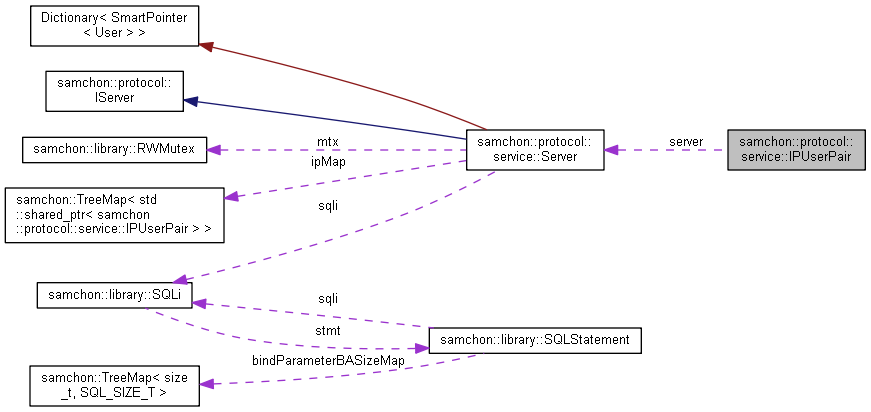 Dictionary< SmartPointer
< User > >
samchon::protocol::
IServer
samchon::library::RWMutex
mtx
samchon::protocol::
service::Server
server
samchon::protocol::
service::IPUserPair
ipMap
samchon::TreeMap< std
::shared_ptr< samchon
::protocol::service::IPUserPair > >
sqli
samchon::library::SQLi
sqli
stmt
samchon::library::SQLStatement
bindParameterBASizeMap
samchon::TreeMap< size
_t, SQL_SIZE_T >